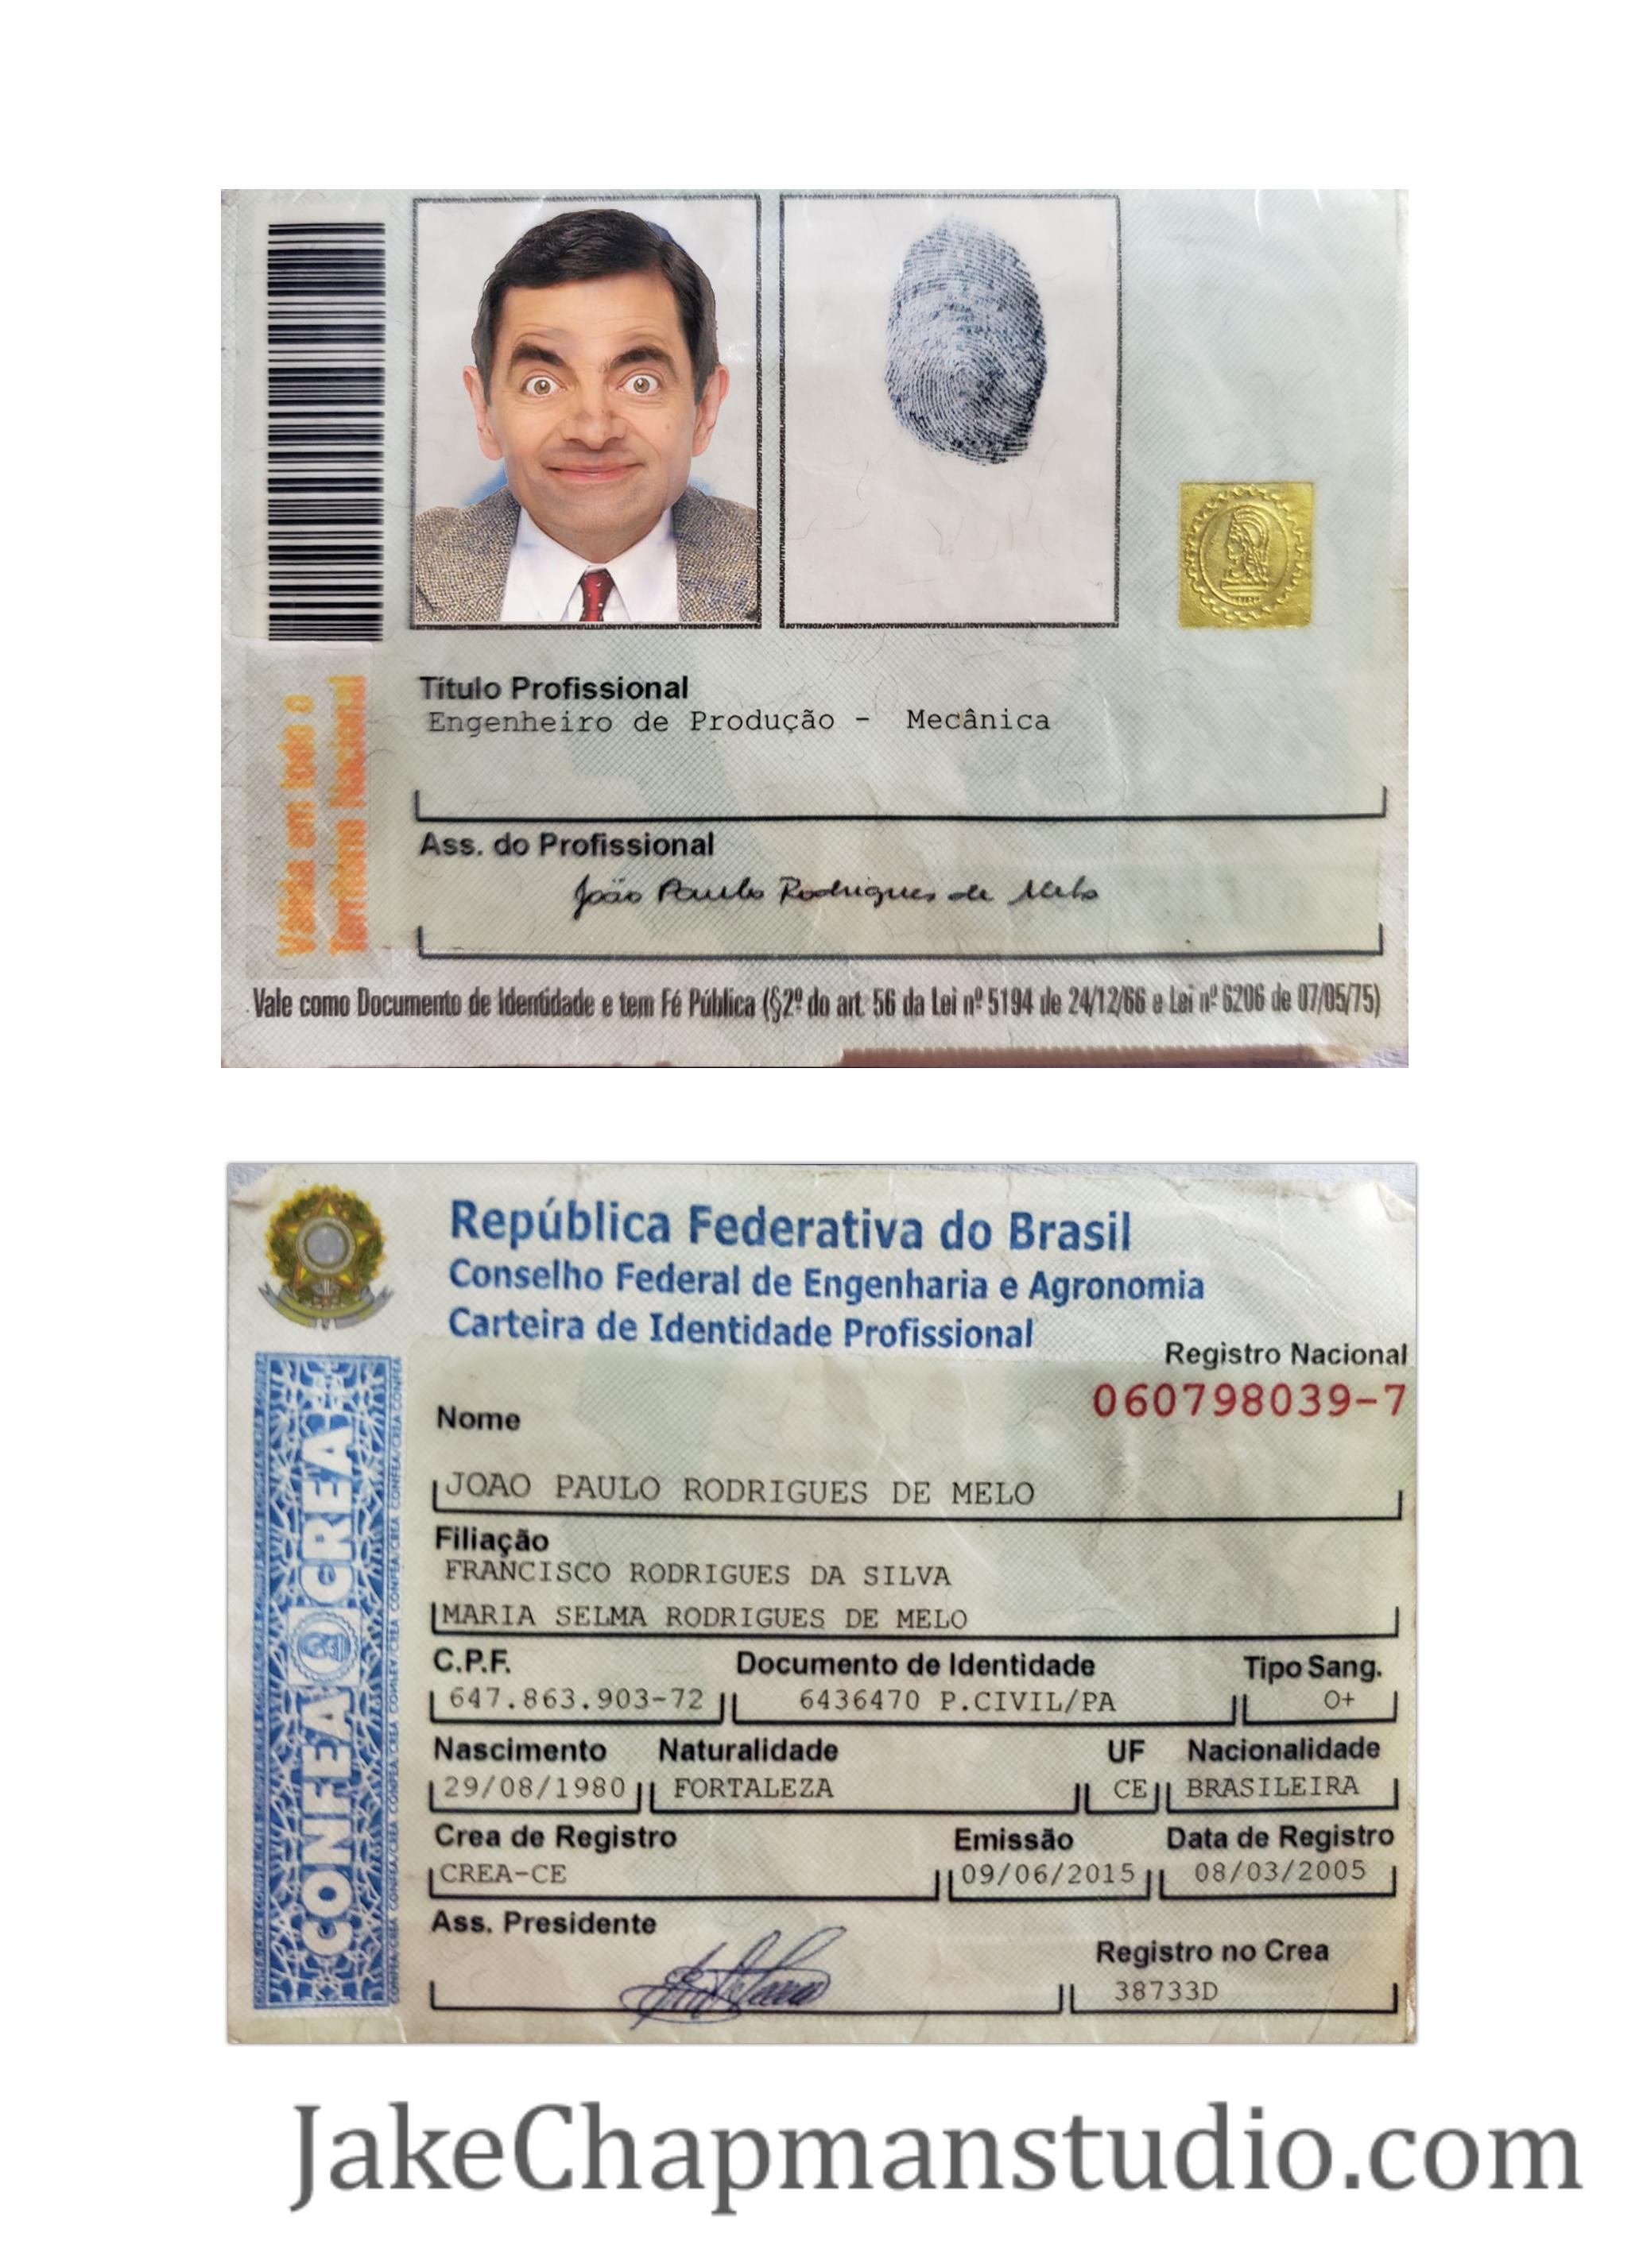 Válida em todo o
Território Nacional
Título Profissional
Engenheiro de Produção - Mecânica
Ass. do Profissional
João Paulo Rodrigues de Melo
Vale como Documento de Identidade e tem Fé Pública (§2º do art. 56 da Lei nº 5194 de 24/12/66 e Lei nº 6206 de 07/05/75)
República Federativa do Brasil
Conselho Federal de Engenharia e Agronomia
Carteira de Identidade Profissional
Registro Nacional
060798039-7
CONFEA CREA
Nome
JOAO PAULO RODRIGUES DE MELO
Filiação
FRANCISCO RODRIGUES DA SILVA
MARIA SELMA RODRIGUES DE MELO
C.P.F. Documento de Identidade Tipo Sang.
647.863.903-72 6436470 P.CIVIL/PA O+
Nascimento Naturalidade UF Nacionalidade
29/08/1980 FORTALEZA CE BRASILEIRA
Crea de Registro Emissão Data de Registro
CREA-CE 09/06/2015 08/03/2005
Ass. Presidente
Registro no Crea
38733D
JakeChapmanstudio.com